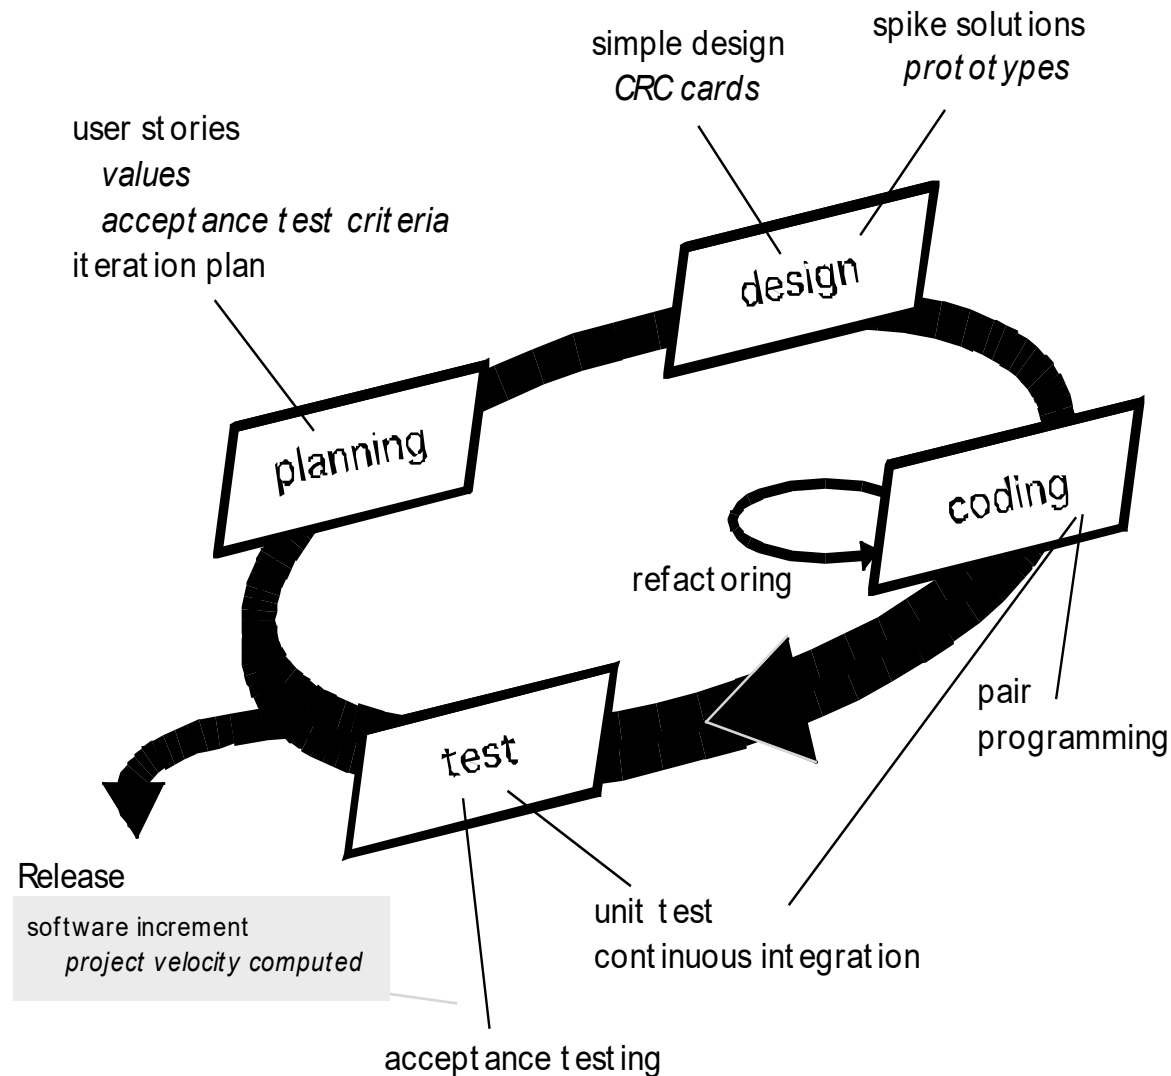 simple design
CRC cards
spike solutions
prototypes
user stories
values
acceptance test criteria
iteration plan
design
planning
coding
refactoring
test
pair
programming
Release
software increment
project velocity computed
unit test
continuous integration
acceptance testing